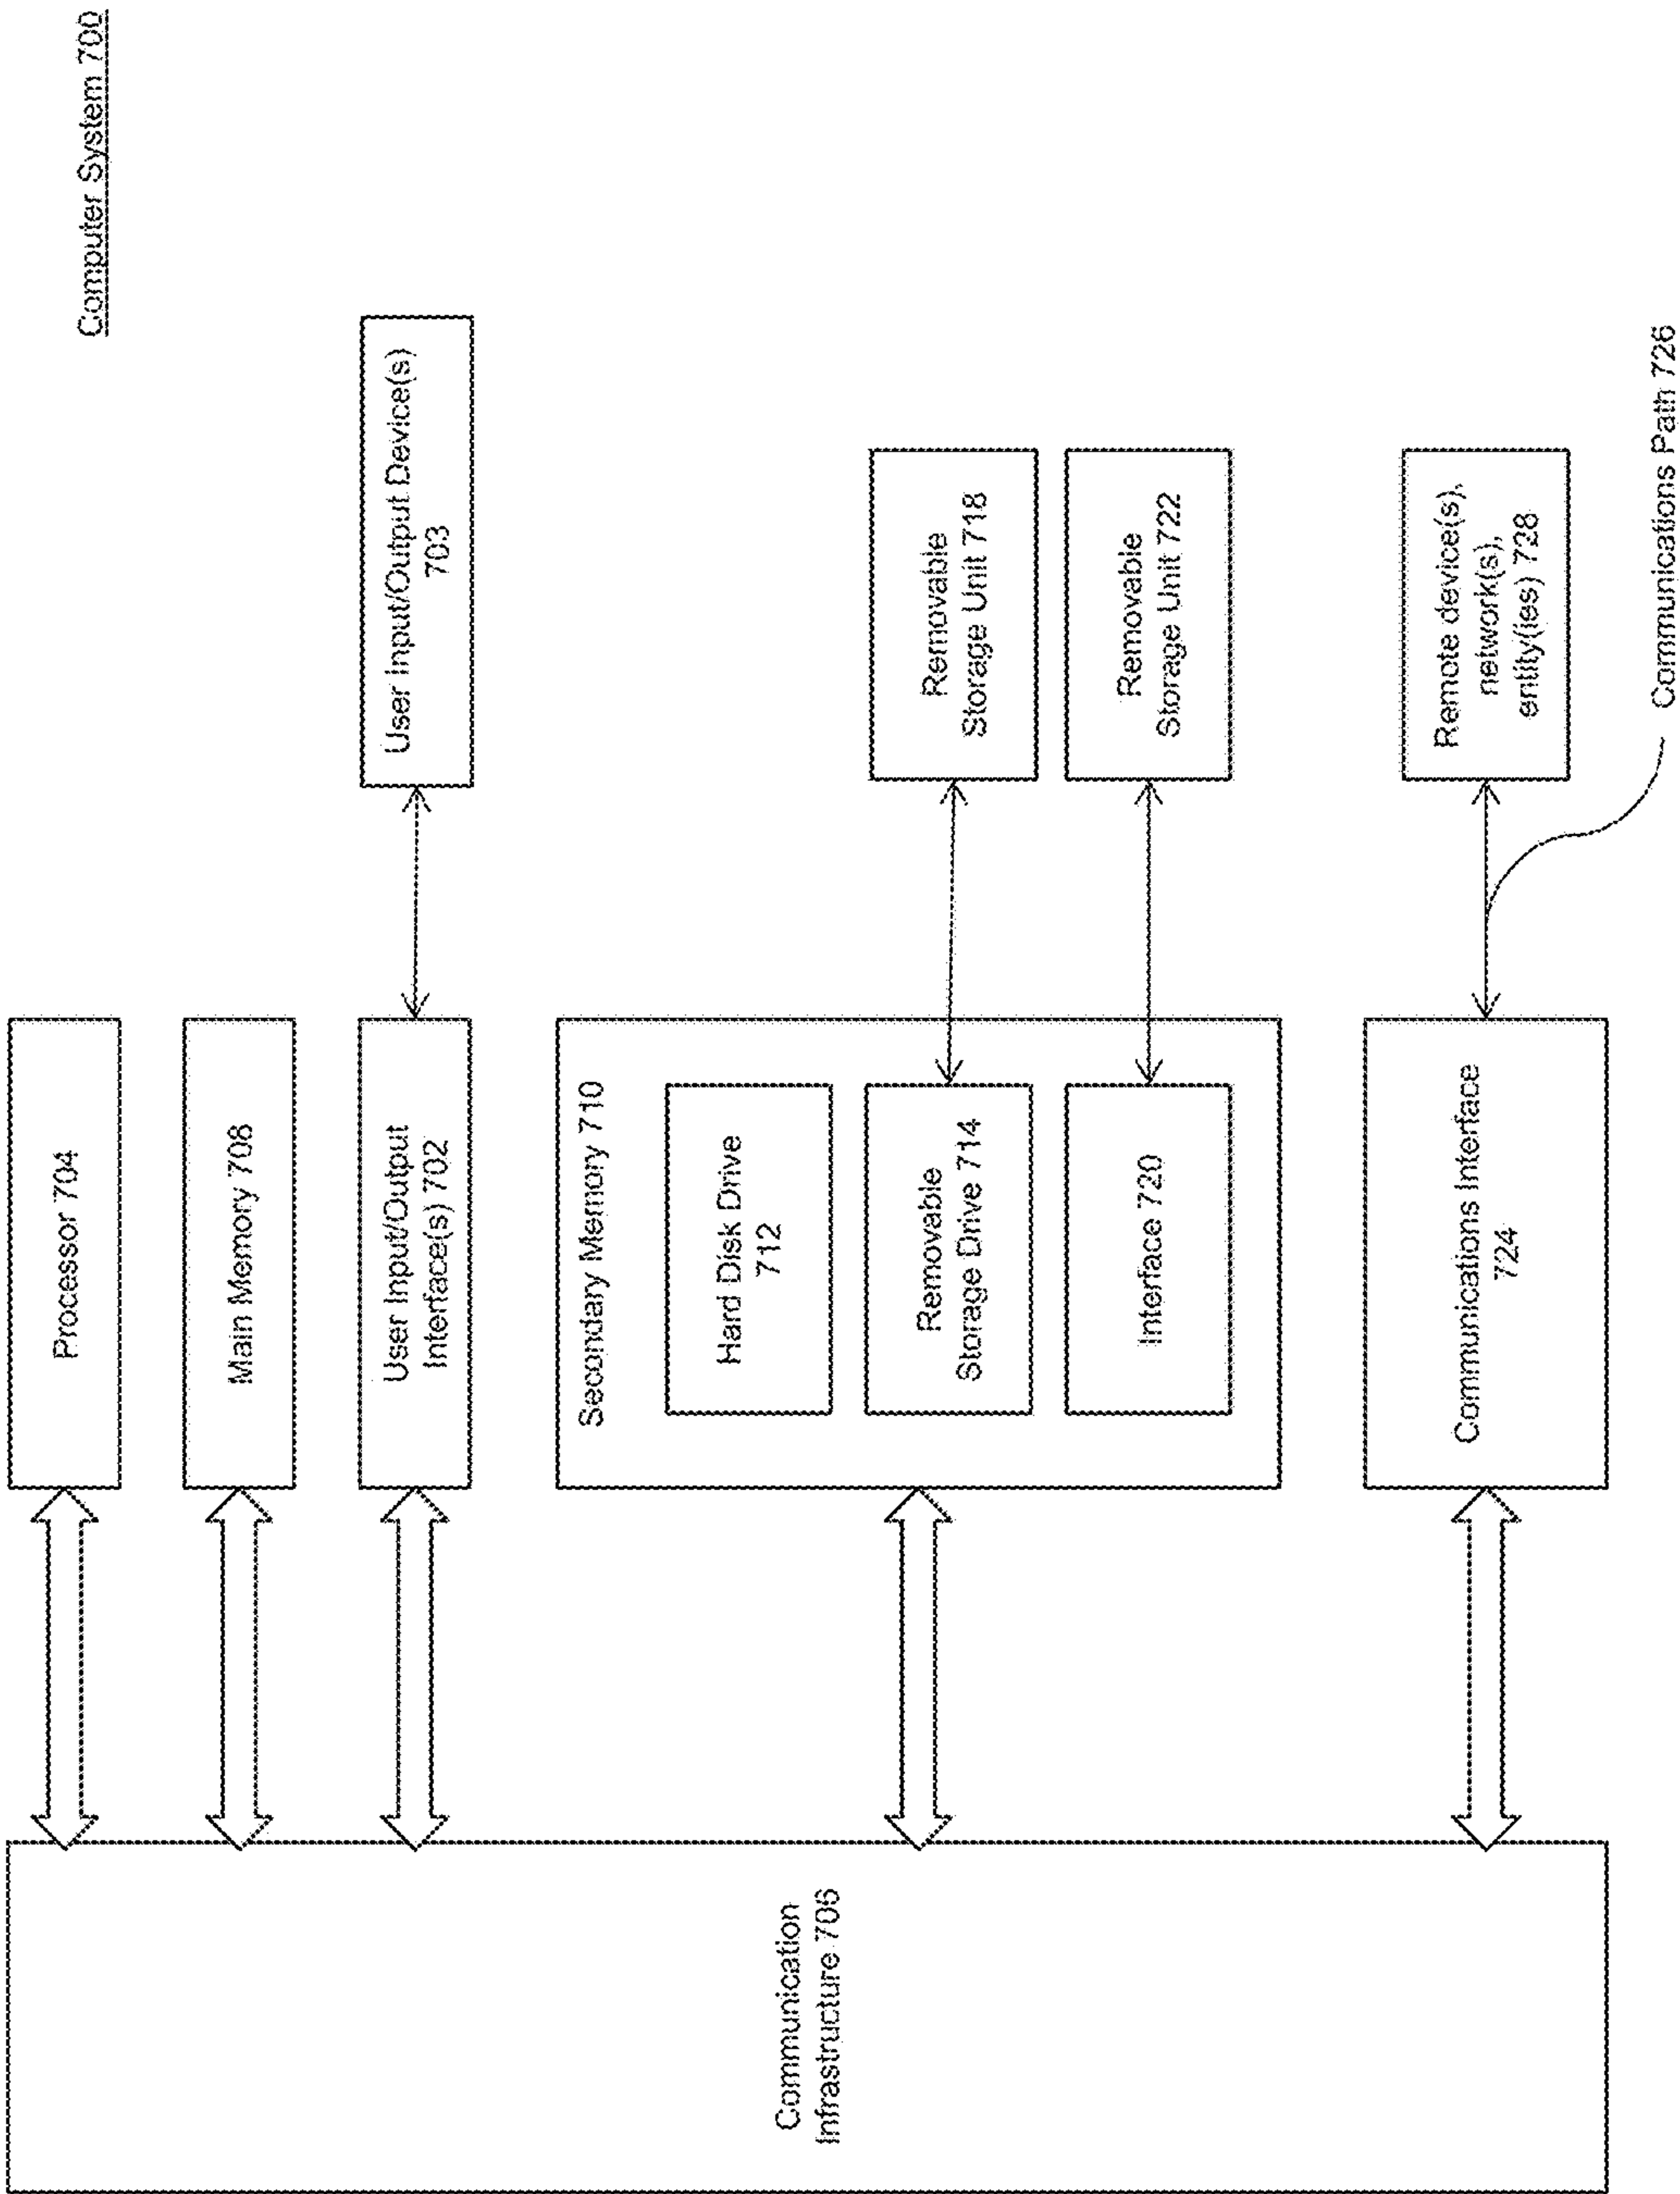 Computer System 700
Processor 704
Main Memory 708
User Input/Output
Interface(s) 702
User Input/Output Device(s)
703
Secondary Memory 710
Hard Disk Drive
712
Removable
Storage Drive 714
Removable
Storage Unit 718
Interface 720
Removable
Storage Unit 722
Communications Interface
724
Remote device(s),
network(s),
entity(ies) 728
Communications Path 726
Communication
Infrastructure 706